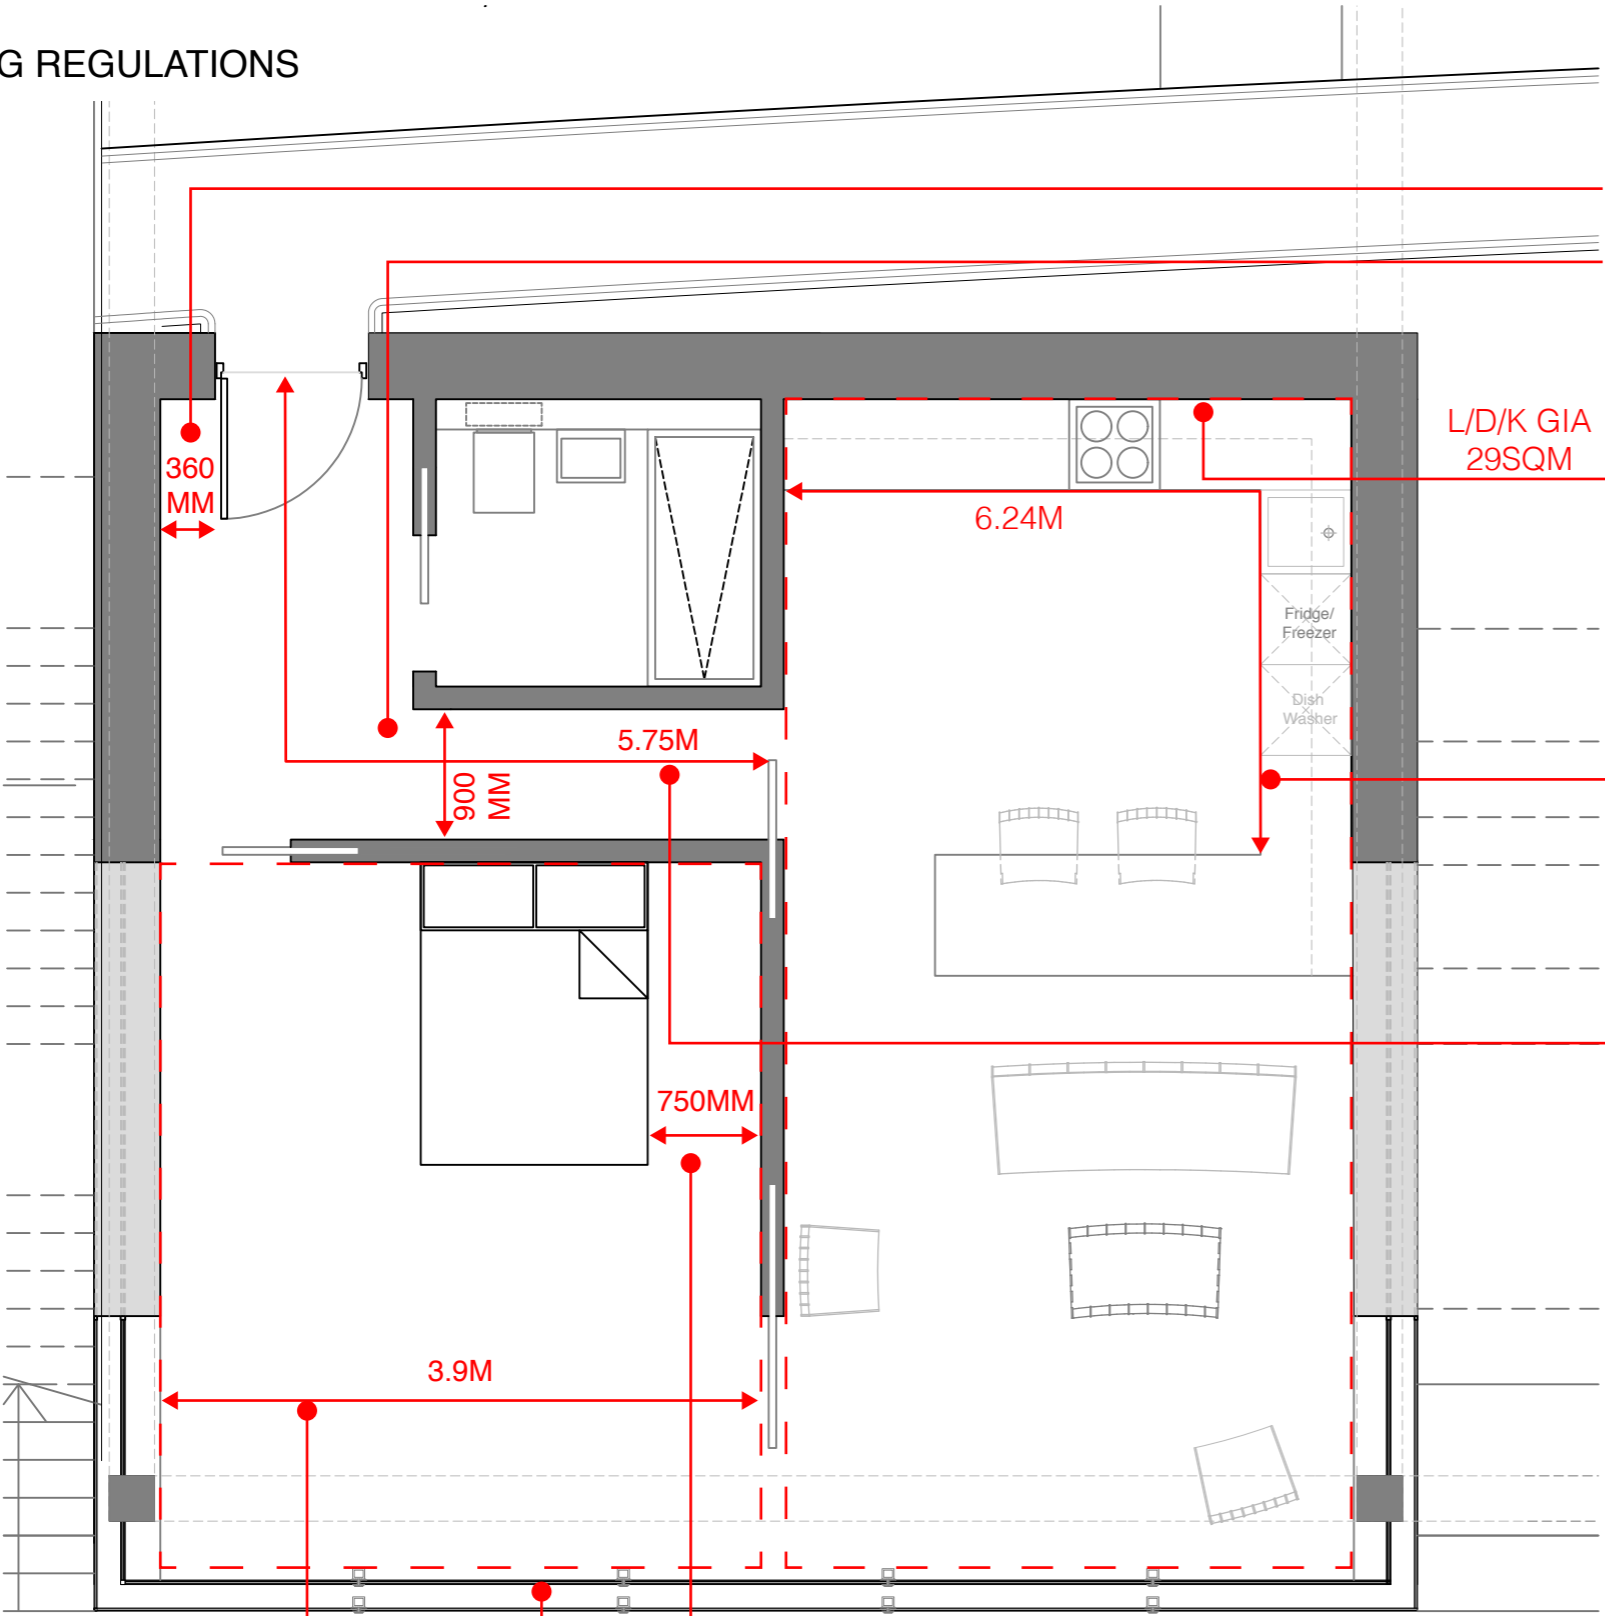 G REGULATIONS
L/D/K GIA
29SQM
360
MM
6.24M
Fridge/
Freezer
Dish
Washer
5.75M
900
MM
750MM
3.9M